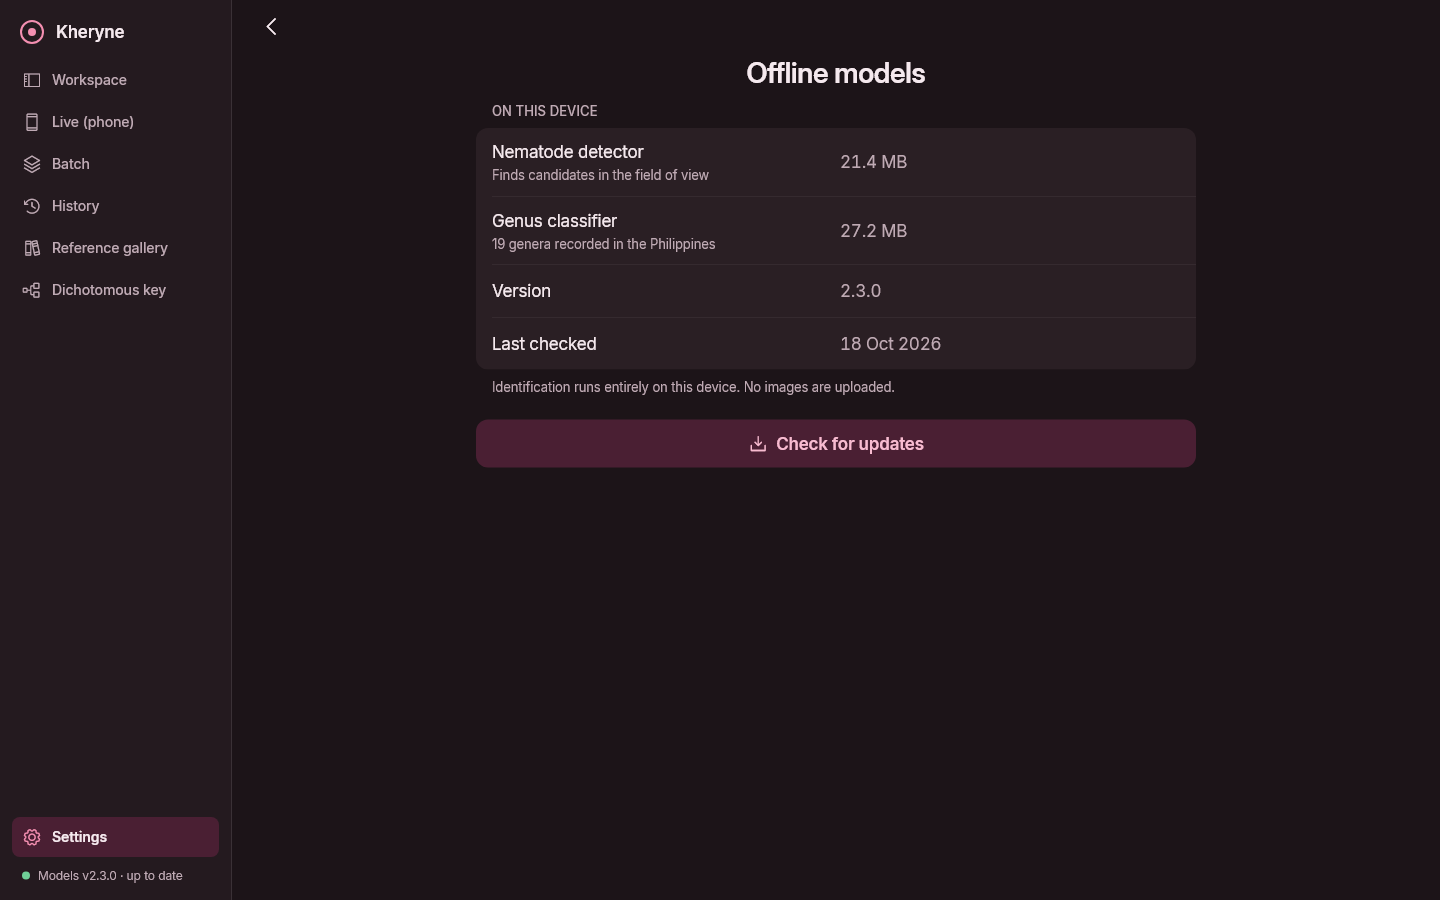 Kheryne
Workspace
Live (phone)
Batch
History
Reference gallery
Dichotomous key
Settings
Models v2.3.0 · up to date
Offline models
ON THIS DEVICE
Nematode detector
Finds candidates in the field of view
21.4 MB
Genus classifier
19 genera recorded in the Philippines
27.2 MB
Version
2.3.0
Last checked
18 Oct 2026
Identification runs entirely on this device. No images are uploaded.
Check for updates